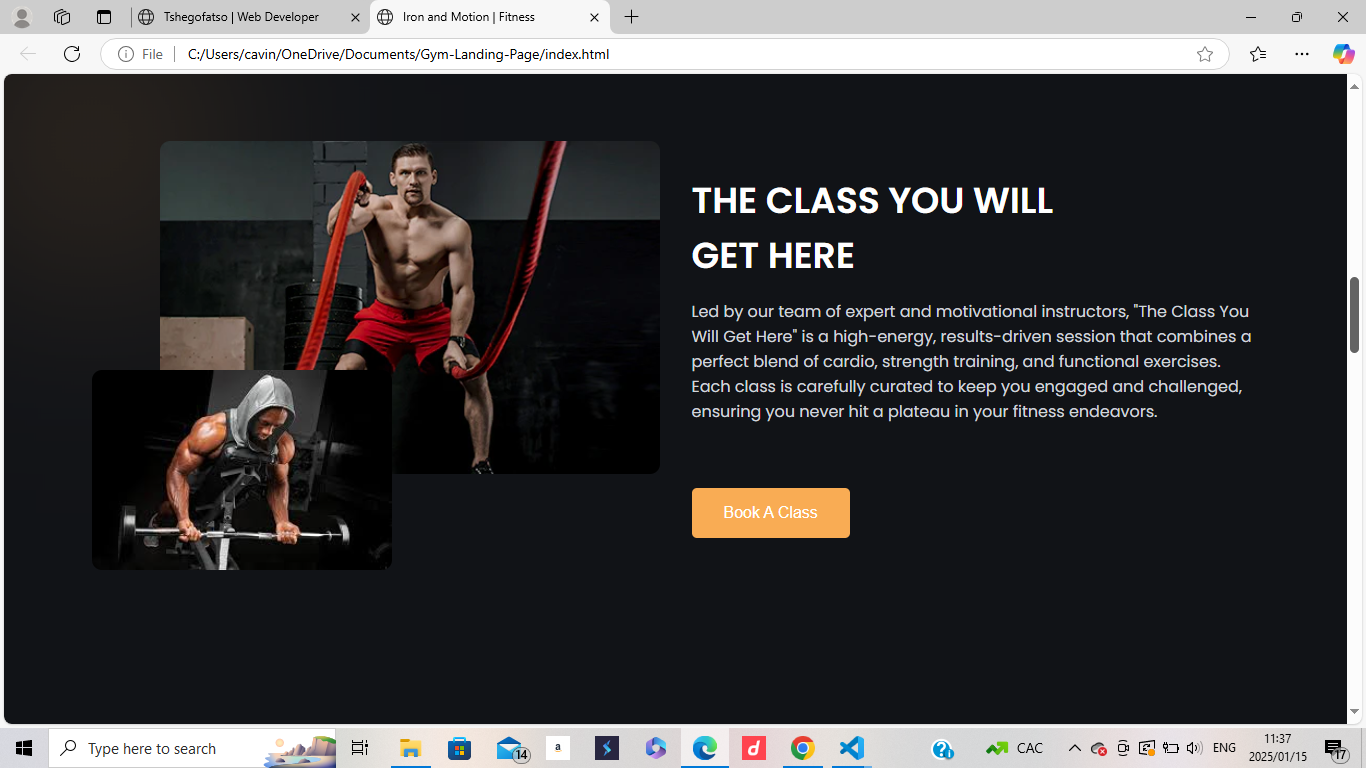 Tshegofatso | Web Developer
Iron and Motion | Fitness
File
C:/Users/cavin/OneDrive/Documents/Gym-Landing-Page/index.html
THE CLASS YOU WILL
GET HERE
Led by our team of expert and motivational instructors, "The Class You
Will Get Here" is a high-energy, results-driven session that combines a
perfect blend of cardio, strength training, and functional exercises.
Each class is carefully curated to keep you engaged and challenged,
ensuring you never hit a plateau in your fitness endeavors.
Book A Class
Type here to search
14
a
d
CAC
ENG
11:37
2025/01/15
17